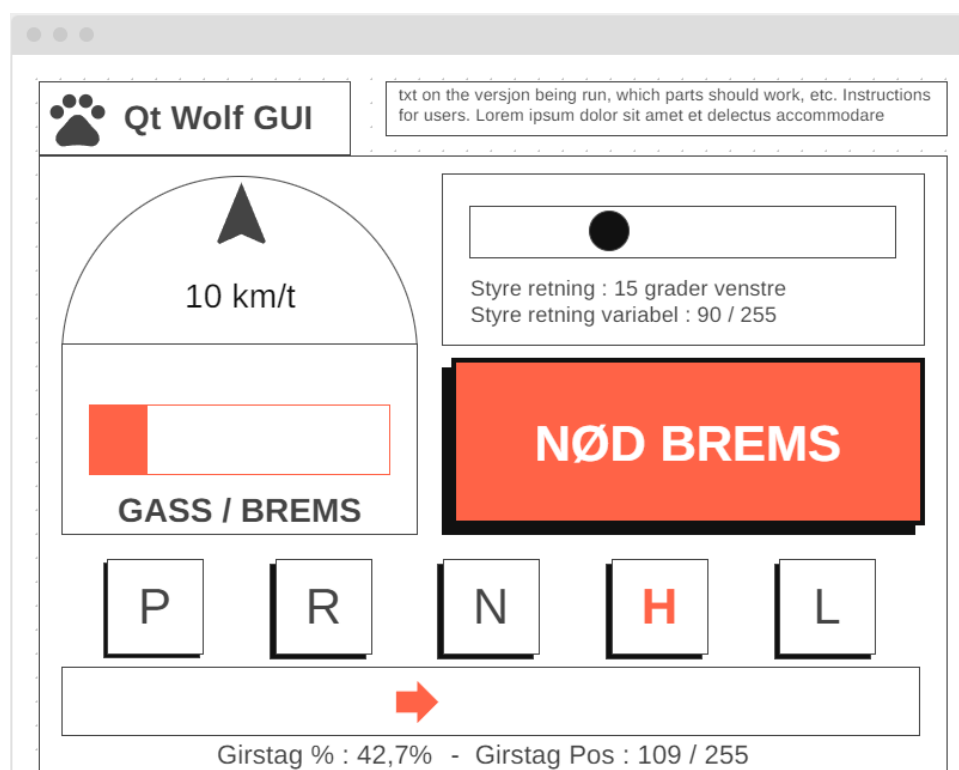 Qt Wolf GUI
txt on the versjon being run, which parts should work, etc. Instructions
for users. Lorem ipsum dolor sit amet et delectus accommodare
10 km/t
Styre retning : 15 grader venstre
Styre retning variabel : 90 / 255
NØD BREMS
GASS / BREMS
P R N H L
Girstag % : 42,7% - Girstag Pos : 109 / 255